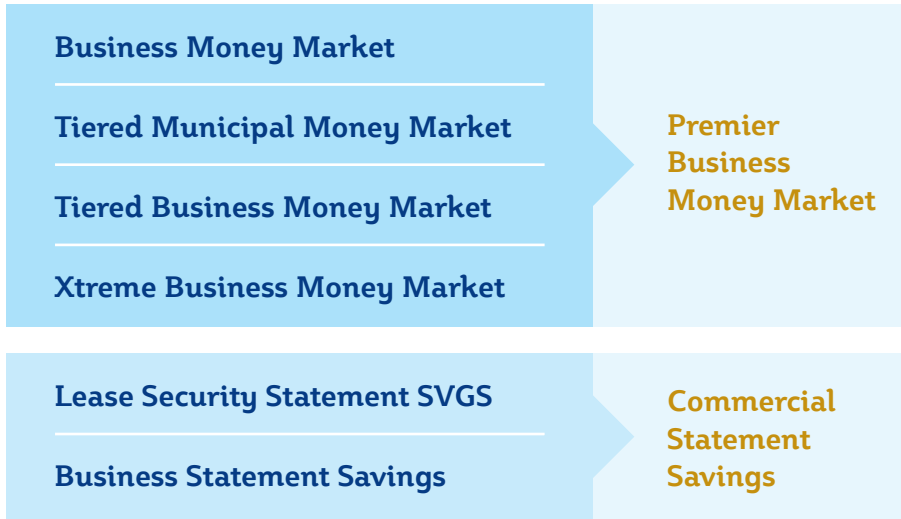 Business Money Market
Tiered Municipal Money Market
Tiered Business Money Market
Xtreme Business Money Market
Premier
Business
Money Market
Lease Security Statement SVGS
Business Statement Savings
Commercial
Statement
Savings